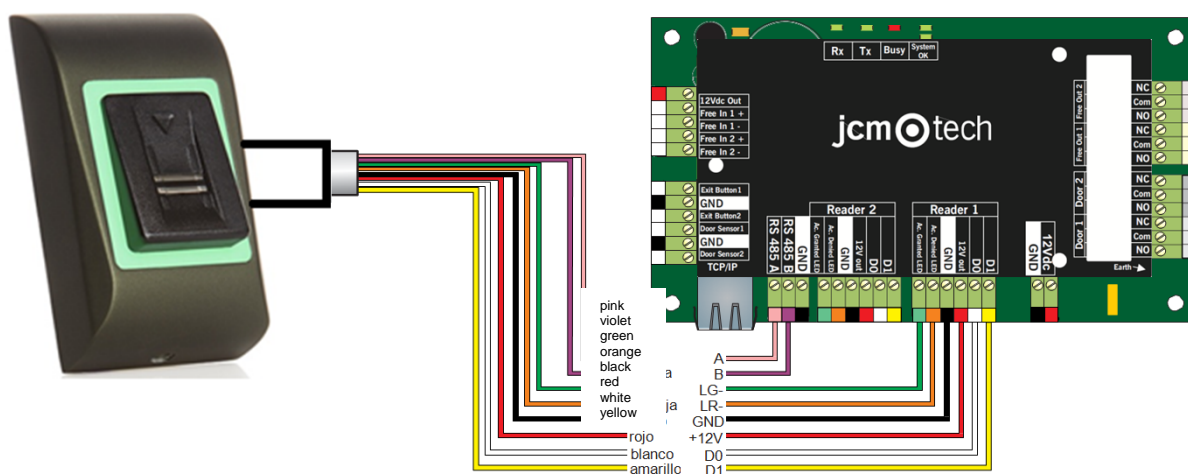 Rx Tx Busy System OK
jcm tech
12Vdc Out
Free In 1 +
Free In 1 -
Free In 2 +
Free In 2 -
Exit Button1
GND
Exit Button2
Door Sensor1
GND
Door Sensor2
TCP/IP
RS 485 A
RS 485 B
GND
Reader 2
Ac. Granted LED
Ac. Denied LED
GND
12V out
D0
D1
Reader 1
Ac. Granted LED
Ac. Denied LED
GND
12V out
D0
D1
GND
12Vdc
Free Out 2
NC
Com
NO
Free Out 1
NC
Com
NO
Door 2
NC
Com
NO
Door 1
NC
Com
NO
Earth
pink
violet
green
orange
black
red
white
yellow
A
a B
LG-
ja LR-
GND
rojo +12V
blanco D0
amarillo D1